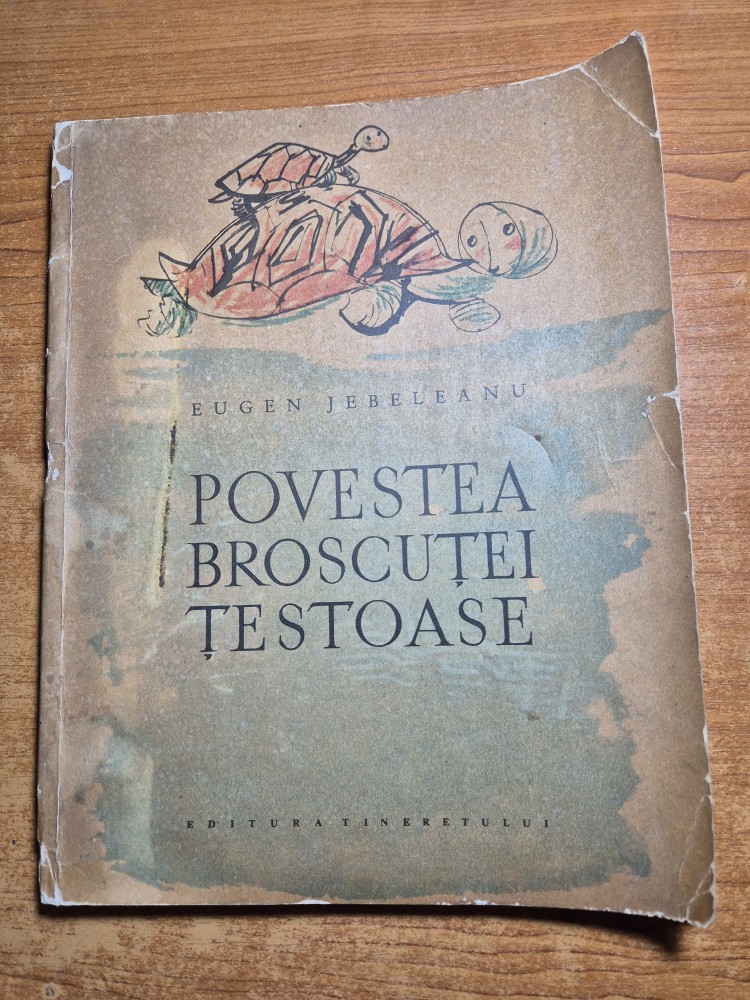 EUGEN JEBELEANU
POVESTEA
BROSCUȚEI
ȚESTOASE
EDITURA TINERETULUI